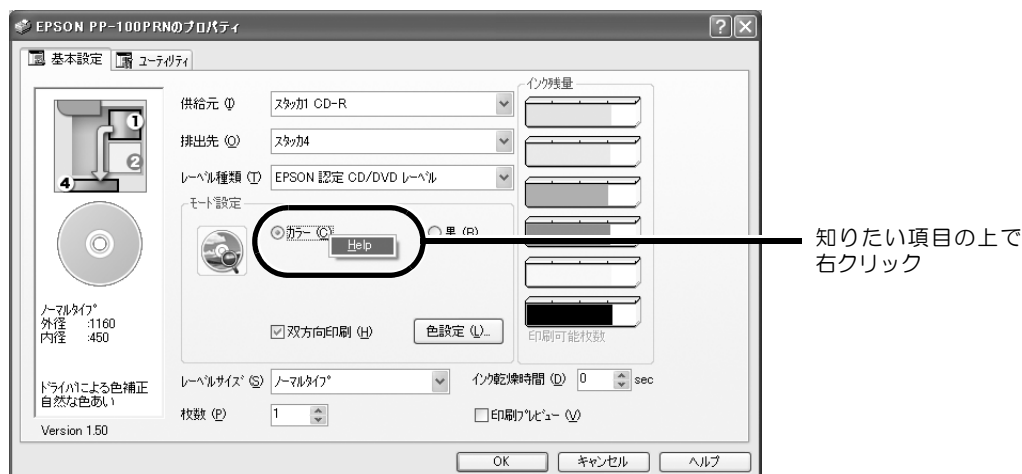 EPSON PP-100PRNのプロパティ
基本設定 ユーティリティ
1
2
4
ノーマルタイプ
外径 :1160
内径 :450
ドライバによる色補正
自然な色あい
Version 1.50
供給元 (I) スタッカ1 CD-R
排出先 (O) スタッカ4
レーベル種類 (T) EPSON 認定 CD/DVD レーベル
モード設定
カラー (C) 黒 (B)
Help
双方向印刷 (H) 色設定 (L)...
レーベルサイズ (S) ノーマルタイプ
インク乾燥時間 (D) 0 sec
枚数 (P) 1
印刷プレビュー (V)
インク残量
印刷可能枚数
OK キャンセル ヘルプ
知りたい項目の上で
右クリック